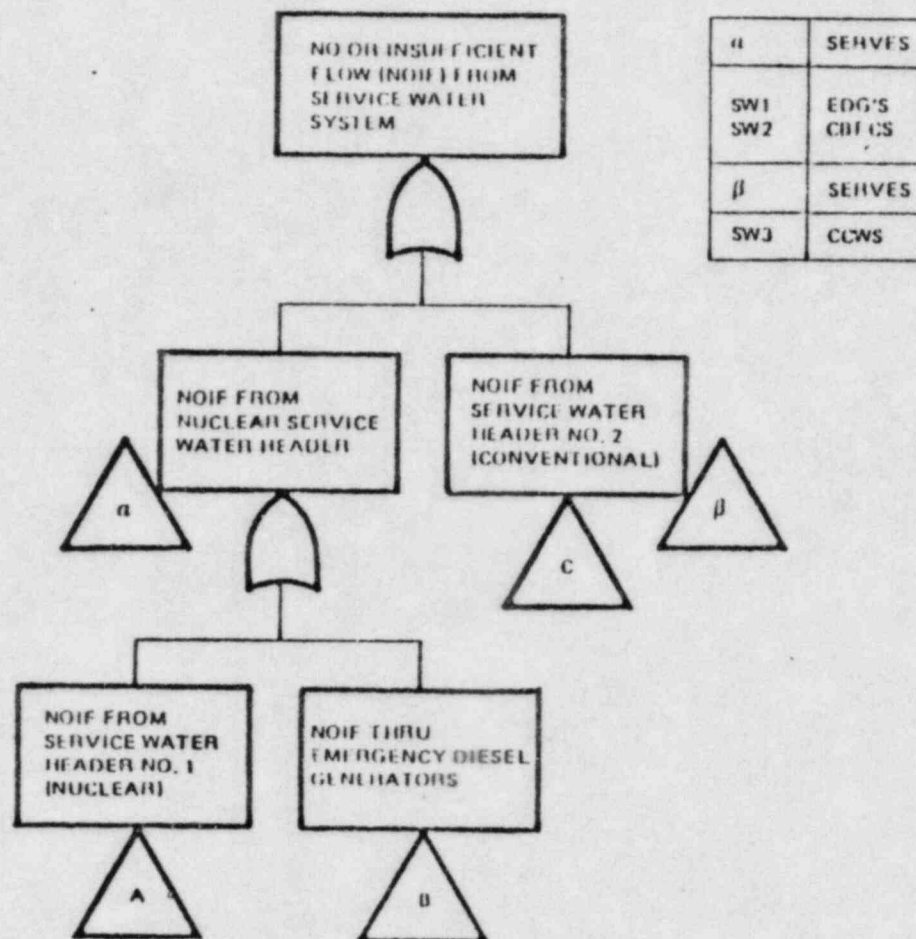 NO OR INSUFFICIENT
FLOW (NOIF) FROM
SERVICE WATER
SYSTEM
α SERVES
SW1 EDG'S
SW2 CBFCS
β SERVES
SW3 CCWS
NOIF FROM
NUCLEAR SERVICE
WATER HEADER
α
NOIF FROM
SERVICE WATER
HEADER NO. 2
(CONVENTIONAL)
C
β
NOIF FROM
SERVICE WATER
HEADER NO. 1
(NUCLEAR)
A
NOIF THRU
EMERGENCY DIESEL
GENERATORS
B